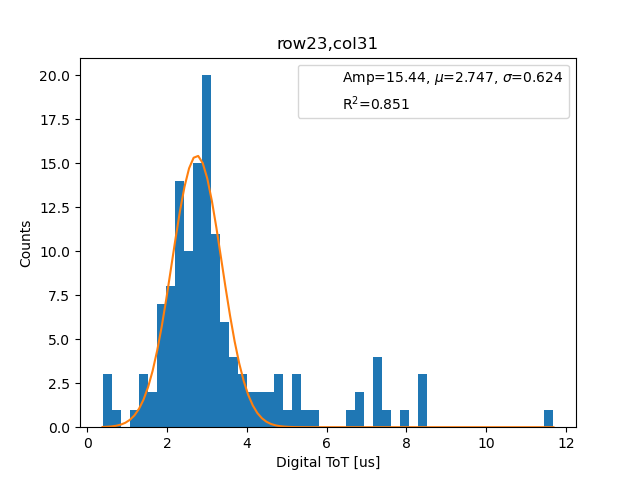 row23,col31
Amp=15.44, μ=2.747, σ=0.624
R²=0.851
20.0
17.5
15.0
12.5
10.0
7.5
5.0
2.5
0.0
Counts
0 2 4 6 8 10 12
Digital ToT [us]